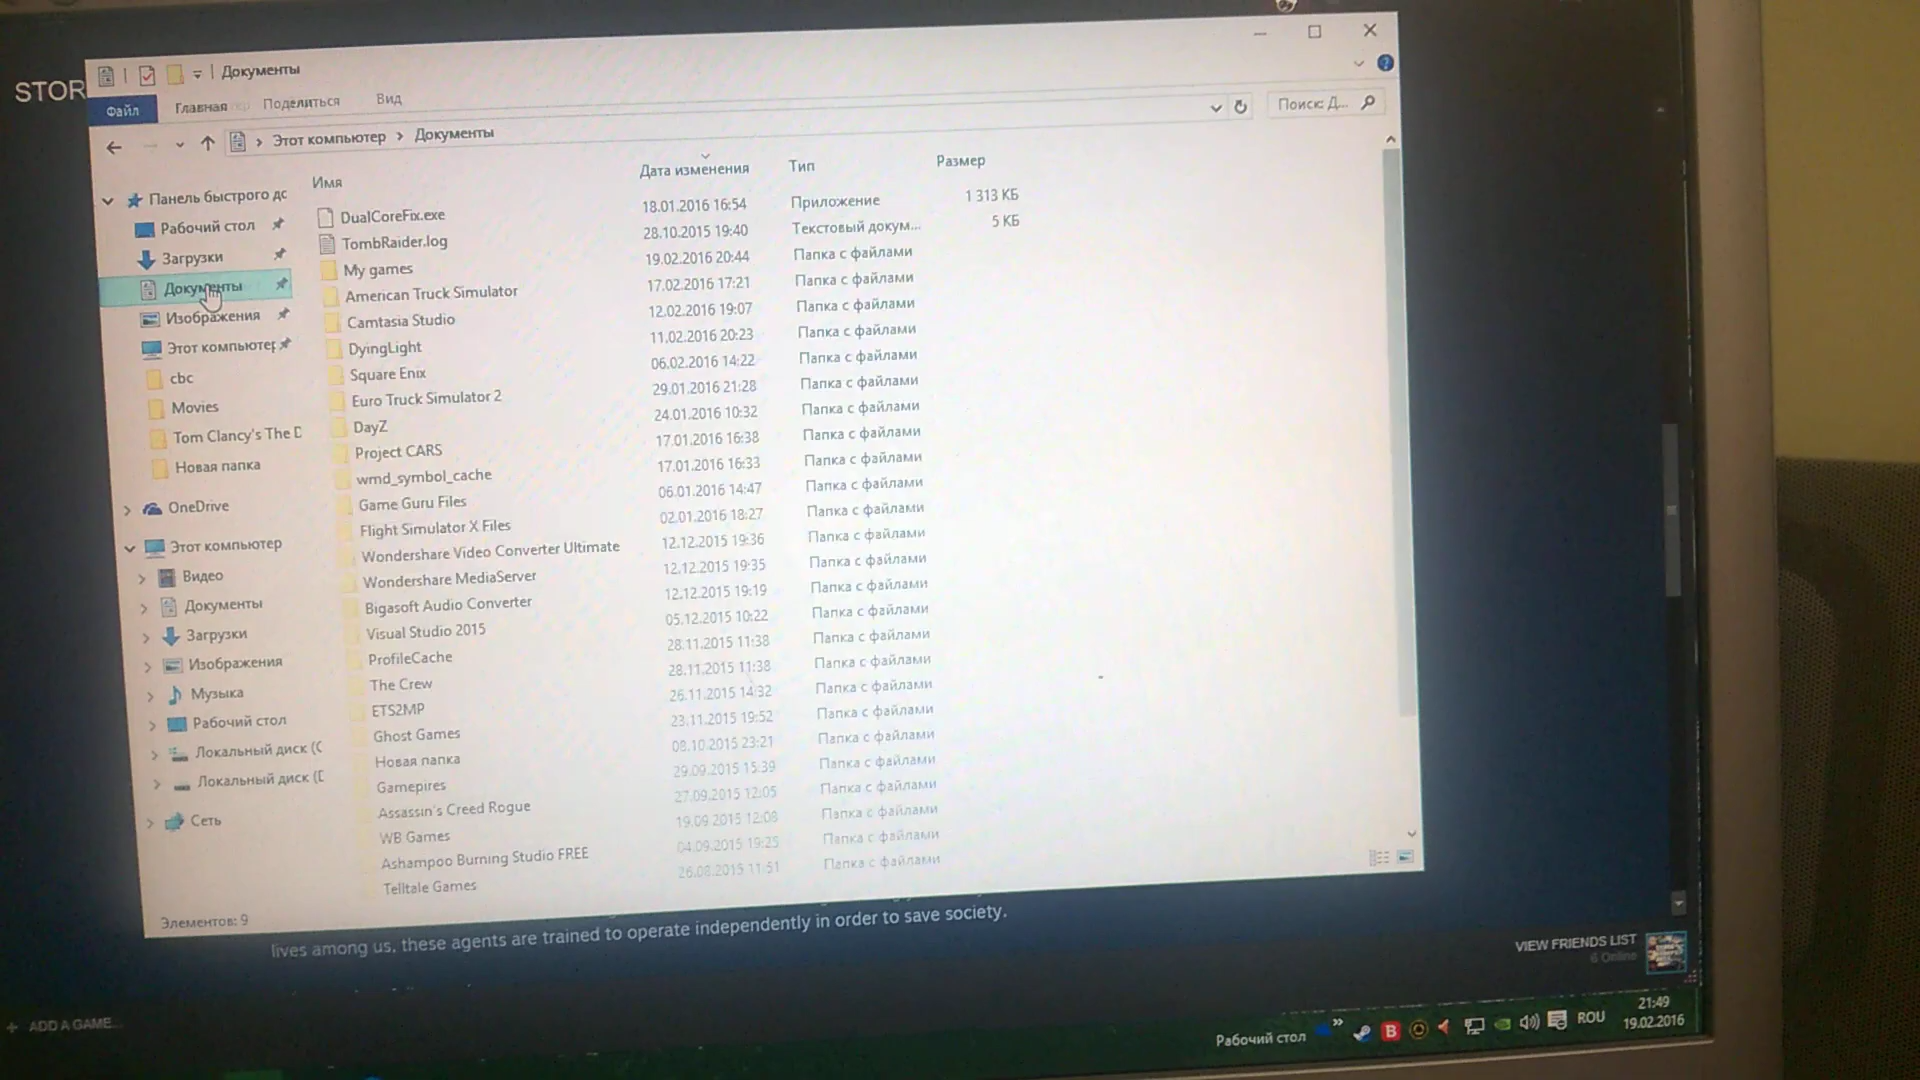 STOR
Документы
Файл Главная Поделиться Вид
Этот компьютер > Документы
Поиск: Д...
Имя Дата изменения Тип Размер
Панель быстрого дс
Рабочий стол
Загрузки
Документы
Изображения
Этот компьютер
cbc
Movies
Tom Clancy's The D
Новая папка
OneDrive
Этот компьютер
Видео
Документы
Загрузки
Изображения
Музыка
Рабочий стол
Локальный диск (C
Локальный диск (D
Сеть
DualCoreFix.exe 18.01.2016 16:54 Приложение 1 313 КБ
TombRaider.log 28.10.2015 19:40 Текстовый докум... 5 КБ
My games 19.02.2016 20:44 Папка с файлами
American Truck Simulator 17.02.2016 17:21 Папка с файлами
Camtasia Studio 12.02.2016 19:07 Папка с файлами
DyingLight 11.02.2016 20:23 Папка с файлами
Square Enix 06.02.2016 14:22 Папка с файлами
Euro Truck Simulator 2 29.01.2016 21:28 Папка с файлами
DayZ 24.01.2016 10:32 Папка с файлами
Project CARS 17.01.2016 16:38 Папка с файлами
wmd_symbol_cache 17.01.2016 16:33 Папка с файлами
Game Guru Files 06.01.2016 14:47 Папка с файлами
Flight Simulator X Files 02.01.2016 18:27 Папка с файлами
Wondershare Video Converter Ultimate 12.12.2015 19:36 Папка с файлами
Wondershare MediaServer 12.12.2015 19:35 Папка с файлами
Bigasoft Audio Converter 12.12.2015 19:19 Папка с файлами
Visual Studio 2015 05.12.2015 10:22 Папка с файлами
ProfileCache 28.11.2015 11:38 Папка с файлами
The Crew 28.11.2015 11:38 Папка с файлами
ETS2MP 26.11.2015 14:32 Папка с файлами
Ghost Games 23.11.2015 19:52 Папка с файлами
Новая папка 08.10.2015 23:21 Папка с файлами
Gamepires 29.09.2015 15:39 Папка с файлами
Assassin's Creed Rogue 27.09.2015 12:05 Папка с файлами
WB Games 19.09.2015 12:08 Папка с файлами
Ashampoo Burning Studio FREE 04.09.2015 19:25 Папка с файлами
Telltale Games 26.08.2015 11:51 Папка с файлами
Элементов: 9
lives among us, these agents are trained to operate independently in order to save society.
VIEW FRIENDS LIST
6 Online
+ ADD A GAME...
Рабочий стол » B ROU 21:49
19.02.2016